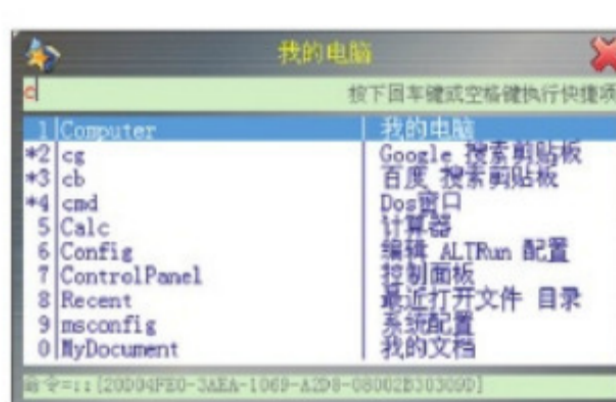 我的电脑
c
按下回车键或空格键执行快捷项
1 Computer 我的电脑
*2 cg Google 搜索剪贴板
*3 cb 百度 搜索剪贴板
*4 cmd Dos窗口
5 Calc 计算器
6 Config 编辑 ALTRun 配置
7 ControlPanel 控制面板
8 Recent 最近打开文件 目录
9 msconfig 系统配置
0 MyDocument 我的文档
命令=::{20D04FE0-3AEA-1069-A2D8-08002B30309D}